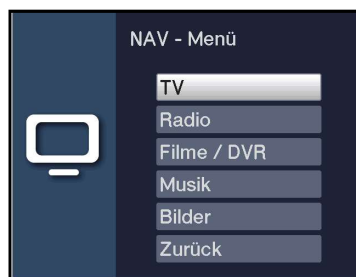 NAV - Menü
TV
Radio
Filme / DVR
Musik
Bilder
Zurück